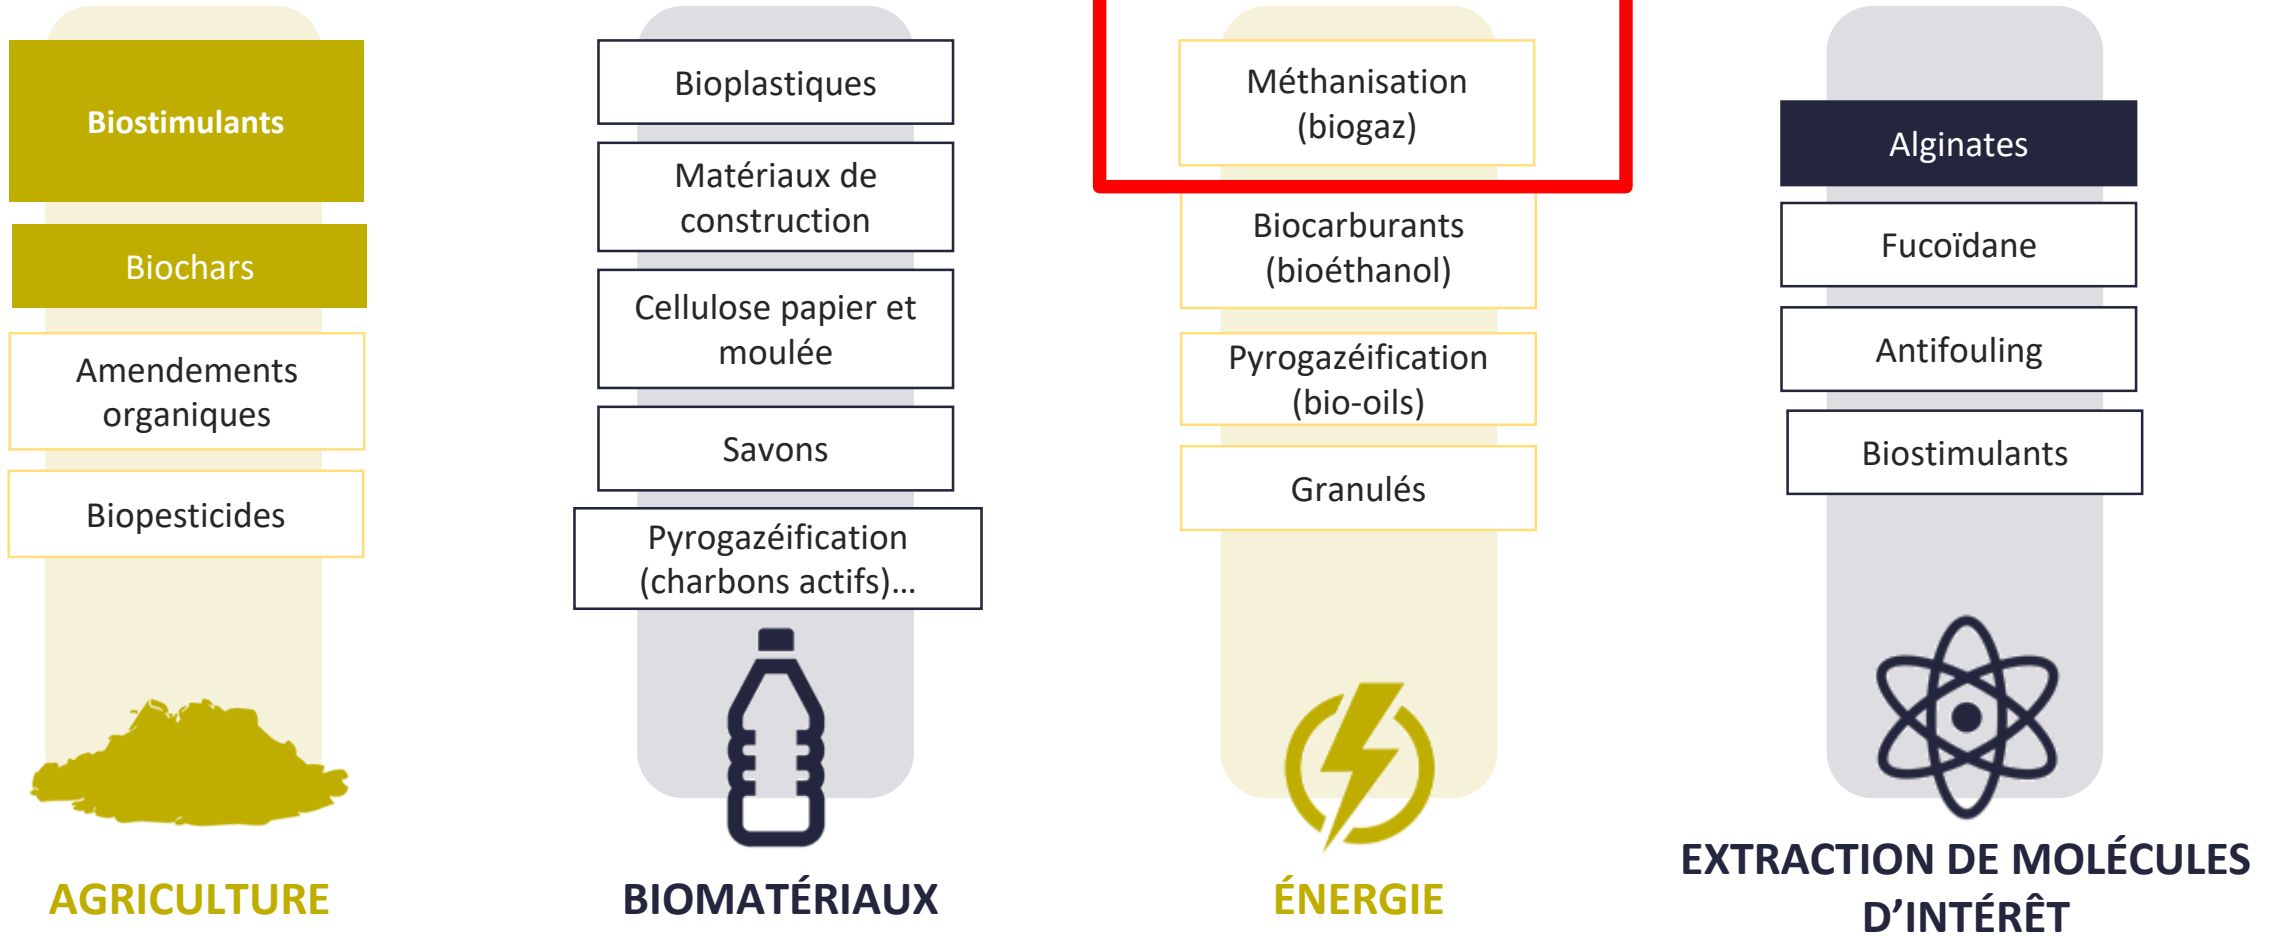 Biostimulants
Biochars
Amendements
organiques
Biopesticides
AGRICULTURE
Bioplastiques
Matériaux de
construction
Cellulose papier et
moulée
Savons
Pyrogazéification
(charbons actifs)...
BIOMATÉRIAUX
Méthanisation
(biogaz)
Biocarburants
(bioéthanol)
Pyrogazéification
(bio-oils)
Granulés
ÉNERGIE
Alginates
Fucoïdane
Antifouling
Biostimulants
EXTRACTION DE MOLÉCULES
D’INTÉRÊT